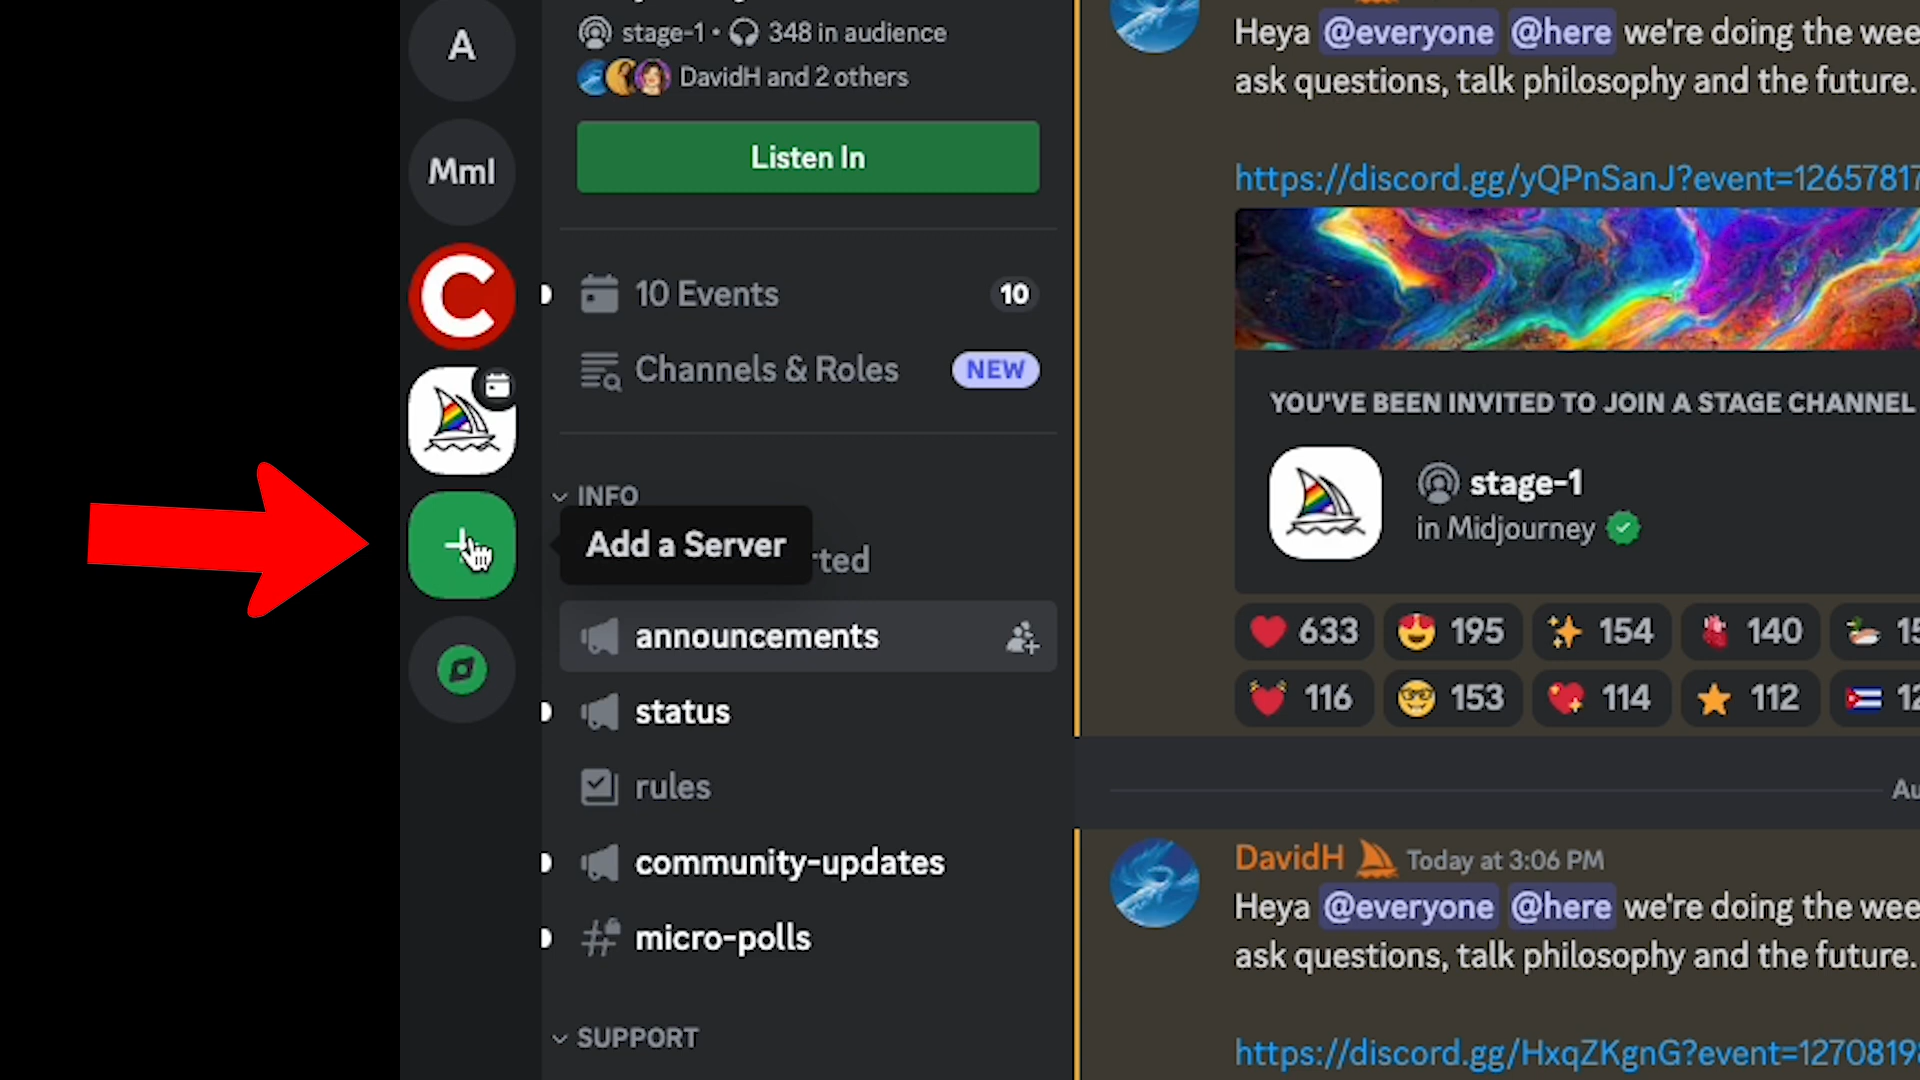 A
Mml
C
stage-1 • 348 in audience
DavidH and 2 others
Listen In
10 Events 10
Channels & Roles NEW
INFO
Add a Server
rted
announcements
status
rules
community-updates
micro-polls
SUPPORT
Heya @everyone @here we're doing the wee
ask questions, talk philosophy and the future.
https://discord.gg/yQPnSanJ?event=12657817
YOU'VE BEEN INVITED TO JOIN A STAGE CHANNEL
stage-1
in Midjourney
633 195 154 140 15
116 153 114 112 12
Au
DavidH Today at 3:06 PM
Heya @everyone @here we're doing the wee
ask questions, talk philosophy and the future.
https://discord.gg/HxqZKgnG?event=1270819